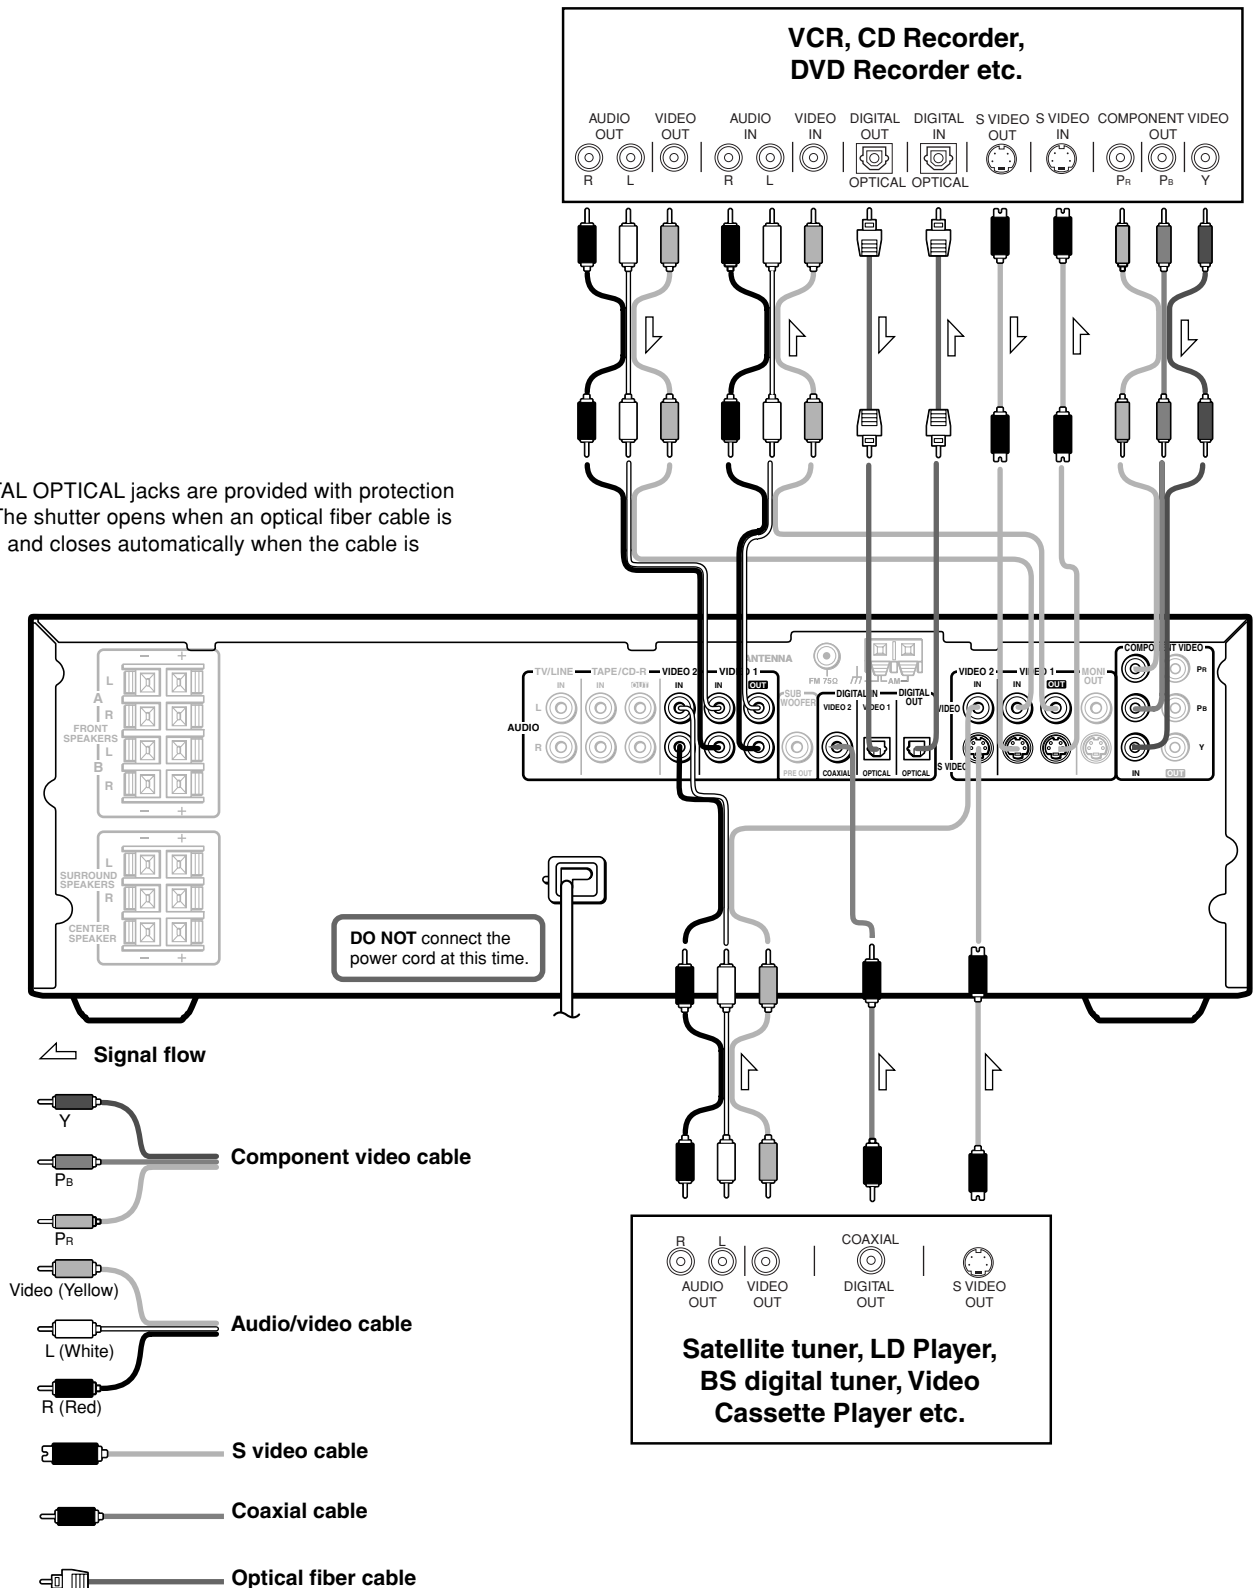 VCR, CD Recorder,
DVD Recorder etc.
AUDIO OUT
VIDEO OUT
AUDIO IN
VIDEO IN
DIGITAL OUT
DIGITAL IN
S VIDEO OUT
S VIDEO IN
COMPONENT VIDEO OUT
R L R L OPTICAL OPTICAL PR PB Y
TAL OPTICAL jacks are provided with protection
The shutter opens when an optical fiber cable is
and closes automatically when the cable is
− +
L
A
R
FRONT SPEAKERS
L
B
R
− +
− +
L
SURROUND SPEAKERS
R
CENTER SPEAKER
− +
TV/LINE TAPE/CD-R VIDEO 2 VIDEO 1
IN IN OUT IN IN OUT
L
AUDIO
R
SUB WOOFER
PRE OUT
ANTENNA
FM 75Ω
AM
DIGITAL IN
DIGITAL OUT
VIDEO 2 VIDEO 1
COAXIAL OPTICAL OPTICAL
VIDEO 2 VIDEO 1
IN IN OUT
MONI OUT
VIDEO
S VIDEO
COMPONENT VIDEO
PR
PB
Y
IN OUT
DO NOT connect the
power cord at this time.
Signal flow
Y
PB
PR
Component video cable
Video (Yellow)
L (White)
R (Red)
Audio/video cable
S video cable
Coaxial cable
Optical fiber cable
R L
AUDIO OUT
VIDEO OUT
COAXIAL
DIGITAL OUT
S VIDEO OUT
Satellite tuner, LD Player,
BS digital tuner, Video
Cassette Player etc.